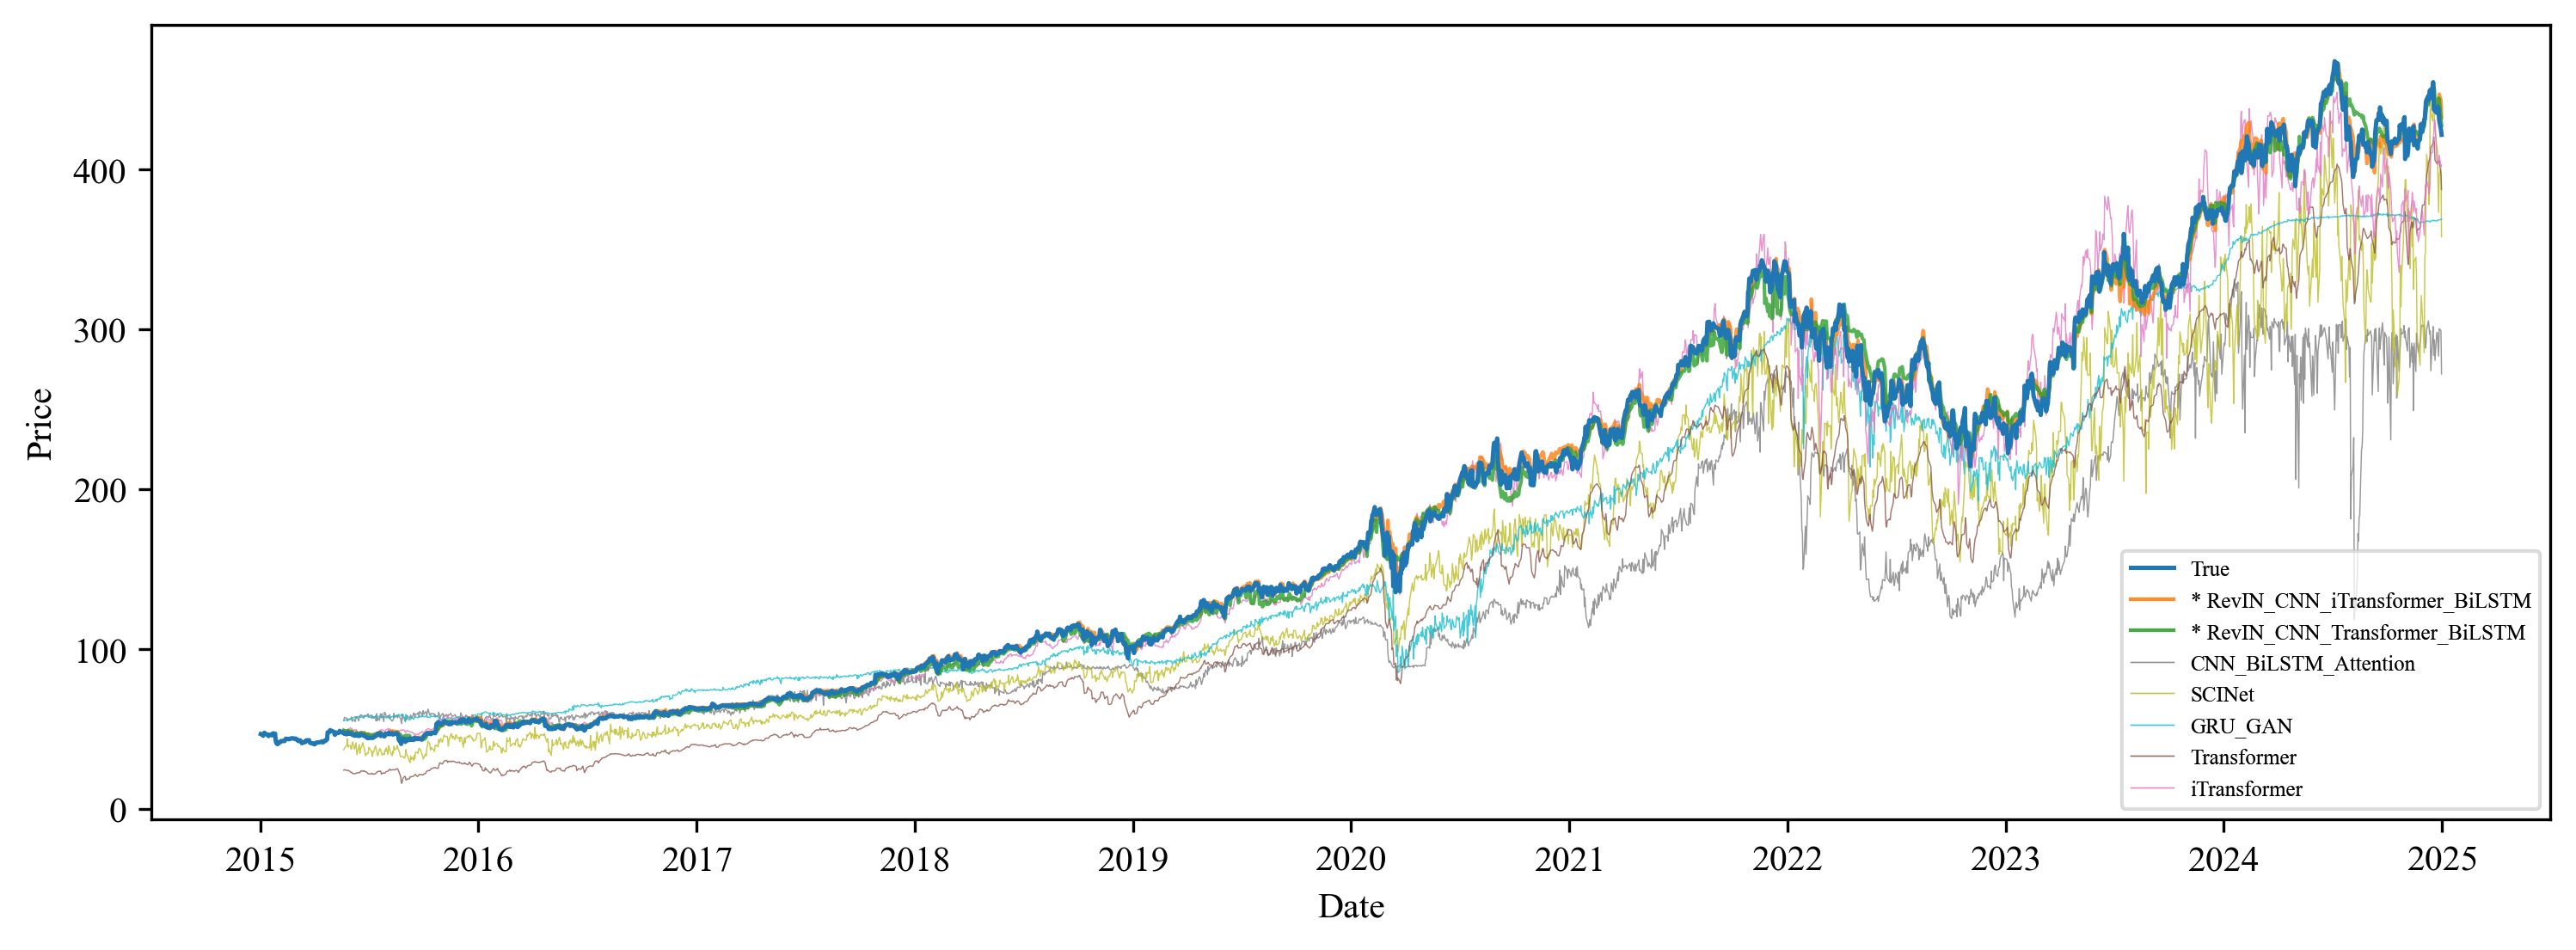 Price
400
300
200
100
0
True
* RevIN_CNN_iTransformer_BiLSTM
* RevIN_CNN_Transformer_BiLSTM
CNN_BiLSTM_Attention
SCINet
GRU_GAN
Transformer
iTransformer
2015 2016 2017 2018 2019 2020 2021 2022 2023 2024 2025
Date